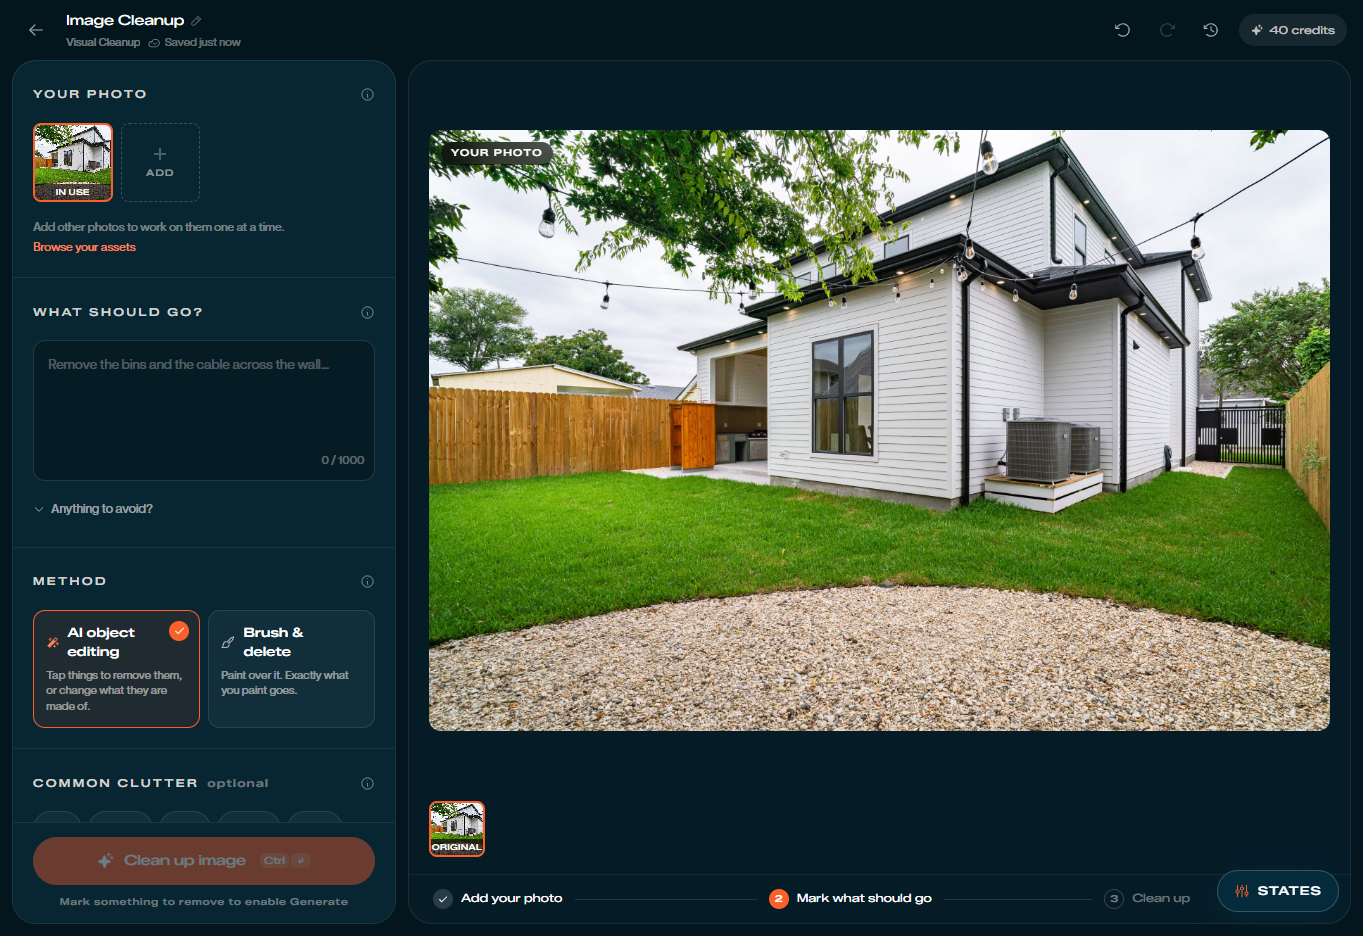 Image Cleanup
Visual Cleanup Saved just now
40 credits
YOUR PHOTO
IN USE
ADD
Add other photos to work on them one at a time.
Browse your assets
WHAT SHOULD GO?
Remove the bins and the cable across the wall...
0 / 1000
Anything to avoid?
METHOD
AI object
editing
Tap things to remove them,
or change what they are
made of.
Brush &
delete
Paint over it. Exactly what
you paint goes.
COMMON CLUTTER optional
Clean up image Ctrl ↵
Mark something to remove to enable Generate
YOUR PHOTO
ORIGINAL
Add your photo
2 Mark what should go
3 Clean up
STATES